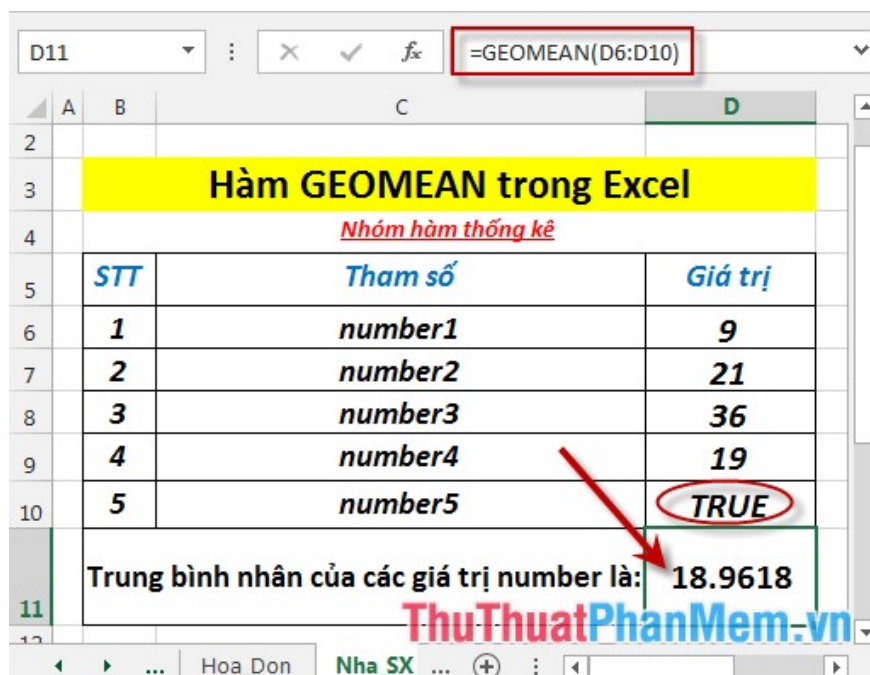 D11 fx =GEOMEAN(D6:D10)
A B C D
2
3 Hàm GEOMEAN trong Excel
4 Nhóm hàm thống kê
5 STT Tham số Giá trị
6 1 number1 9
7 2 number2 21
8 3 number3 36
9 4 number4 19
10 5 number5 TRUE
11 Trung bình nhân của các giá trị number là: 18.9618
ThuThuatPhanMem.vn
12
... Hoa Don Nha SX ...